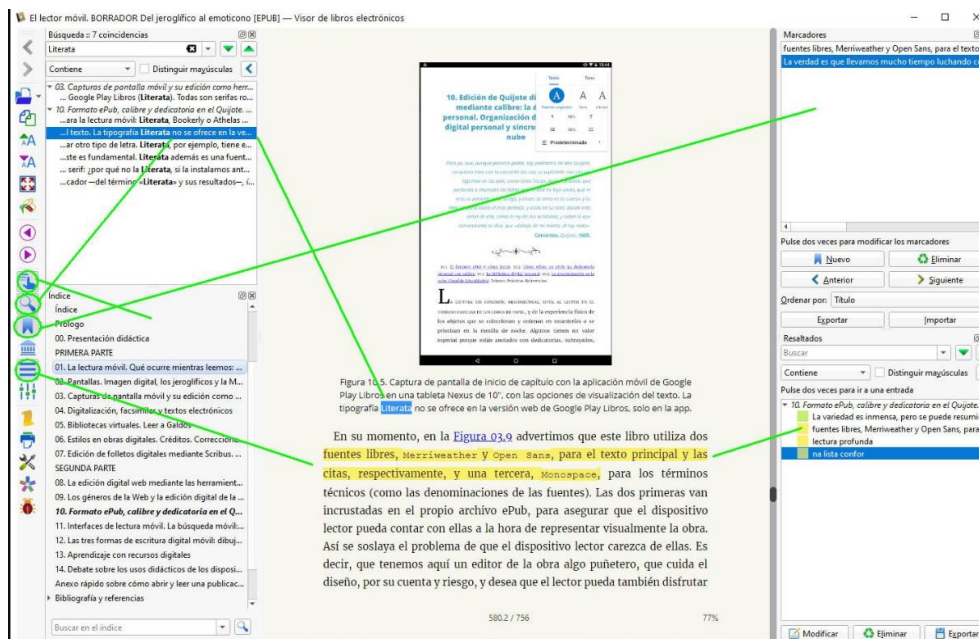 El lector móvil. BORRADOR Del jeroglífico al emoticono [EPUB] — Visor de libros electrónicos
Búsqueda :: 7 coincidencias
Literata
Contiene
Distinguir mayúsculas
03. Capturas de pantalla móvil y su edición como herr...
... Google Play Libros (Literata). Todas son serifas ro...
10. Formato ePub, calibre y dedicatoria en el Quijote. ...
...ara la lectura móvil: Literata, Bookerly o Athelas ...
...l texto. La tipografía Literata no se ofrece en la ve...
...ar otro tipo de letra. Literata, por ejemplo, tiene e...
...ste es fundamental. Literata además es una fuent...
... serif: ¿por qué no la Literata, si la instalamos ant...
...cador —del término «Literata» y sus resultados—, í...
Índice
Índice
Prólogo
00. Presentación didáctica
PRIMERA PARTE
01. La lectura móvil. Qué ocurre mientras leemos: ...
02. Pantallas. Imagen digital, los jeroglíficos y la M...
03. Capturas de pantalla móvil y su edición como ...
04. Digitalización, facsímiles y textos electrónicos
05. Bibliotecas virtuales. Leer a Galdós
06. Estilos en obras digitales. Créditos. Correcció...
07. Edición de folletos digitales mediante Scribus. ...
SEGUNDA PARTE
08. La edición digital web mediante las herramient...
09. Los géneros de la Web y la edición digital de la ...
10. Formato ePub, calibre y dedicatoria en el Q...
11. Interfaces de lectura móvil. La búsqueda móvil:...
12. Las tres formas de escritura digital móvil: dibuj...
13. Aprendizaje con recursos digitales
14. Debate sobre los usos didácticos de los disposi...
Anexo rápido sobre cómo abrir y leer una publicac...
Bibliografía y referencias
Buscar en el índice
10. Edición de Quijote di
mediante calibre: la d
personal. Organización d
digital personal y sincro
nube
Texto
A A A
Predeterminada
Cervantes, Quijote, 1605.
Figura 10.5. Captura de pantalla de inicio de capítulo con la aplicación móvil de Google
Play Libros en una tableta Nexus de 10", con las opciones de visualización del texto. La
tipografía Literata no se ofrece en la versión web de Google Play Libros, solo en la app.
En su momento, en la Figura 03.9 advertimos que este libro utiliza dos
fuentes libres, Merriweather y Open Sans, para el texto principal y las
citas, respectivamente, y una tercera, Monospace, para los términos
técnicos (como las denominaciones de las fuentes). Las dos primeras van
incrustadas en el propio archivo ePub, para asegurar que el dispositivo
lector pueda contar con ellas a la hora de representar visualmente la obra.
Así se soslaya el problema de que el dispositivo lector carezca de ellas. Es
decir, que tenemos aquí un editor de la obra algo puñetero, que cuida el
diseño, por su cuenta y riesgo, y desea que el lector pueda también disfrutar
580.2 / 756
77%
Marcadores
fuentes libres, Merriweather y Open Sans, para el texto
La verdad es que llevamos mucho tiempo luchando c
Pulse dos veces para modificar los marcadores
Nuevo
Eliminar
Anterior
Siguiente
Ordenar por: Título
Exportar
Importar
Resaltados
Buscar
Contiene
Distinguir mayúsculas
Pulse dos veces para ir a una entrada
10. Formato ePub, calibre y dedicatoria en el Quijote
La variedad es inmensa, pero se puede resumi
fuentes libres, Merriweather y Open Sans, para
lectura profunda
na lista confor
Modificar
Eliminar
Exportar